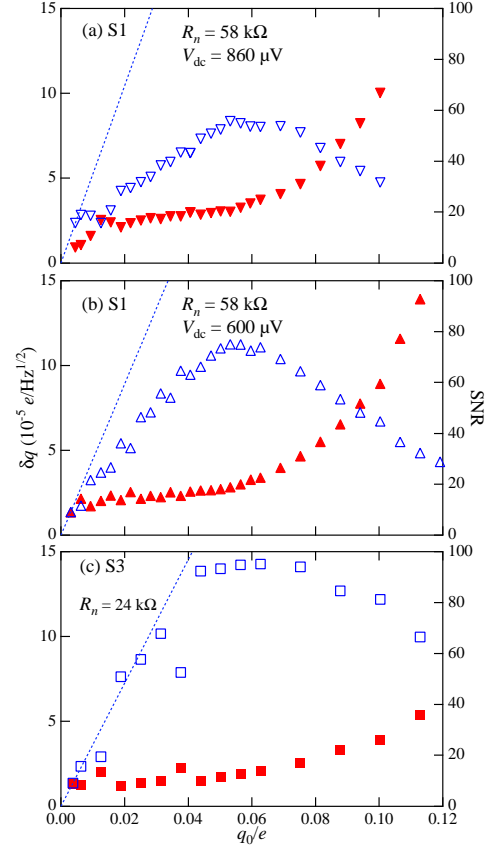 (a) S1
R_n = 58 kΩ
V_dc = 860 μV
15
10
5
0
100
80
60
40
20
0
(b) S1
R_n = 58 kΩ
V_dc = 600 μV
15
10
5
0
100
80
60
40
20
0
δq (10^-5 e/Hz^1/2)
SNR
(c) S3
R_n = 24 kΩ
15
10
5
0
100
80
60
40
20
0
0.00 0.02 0.04 0.06 0.08 0.10 0.12
q_0/e